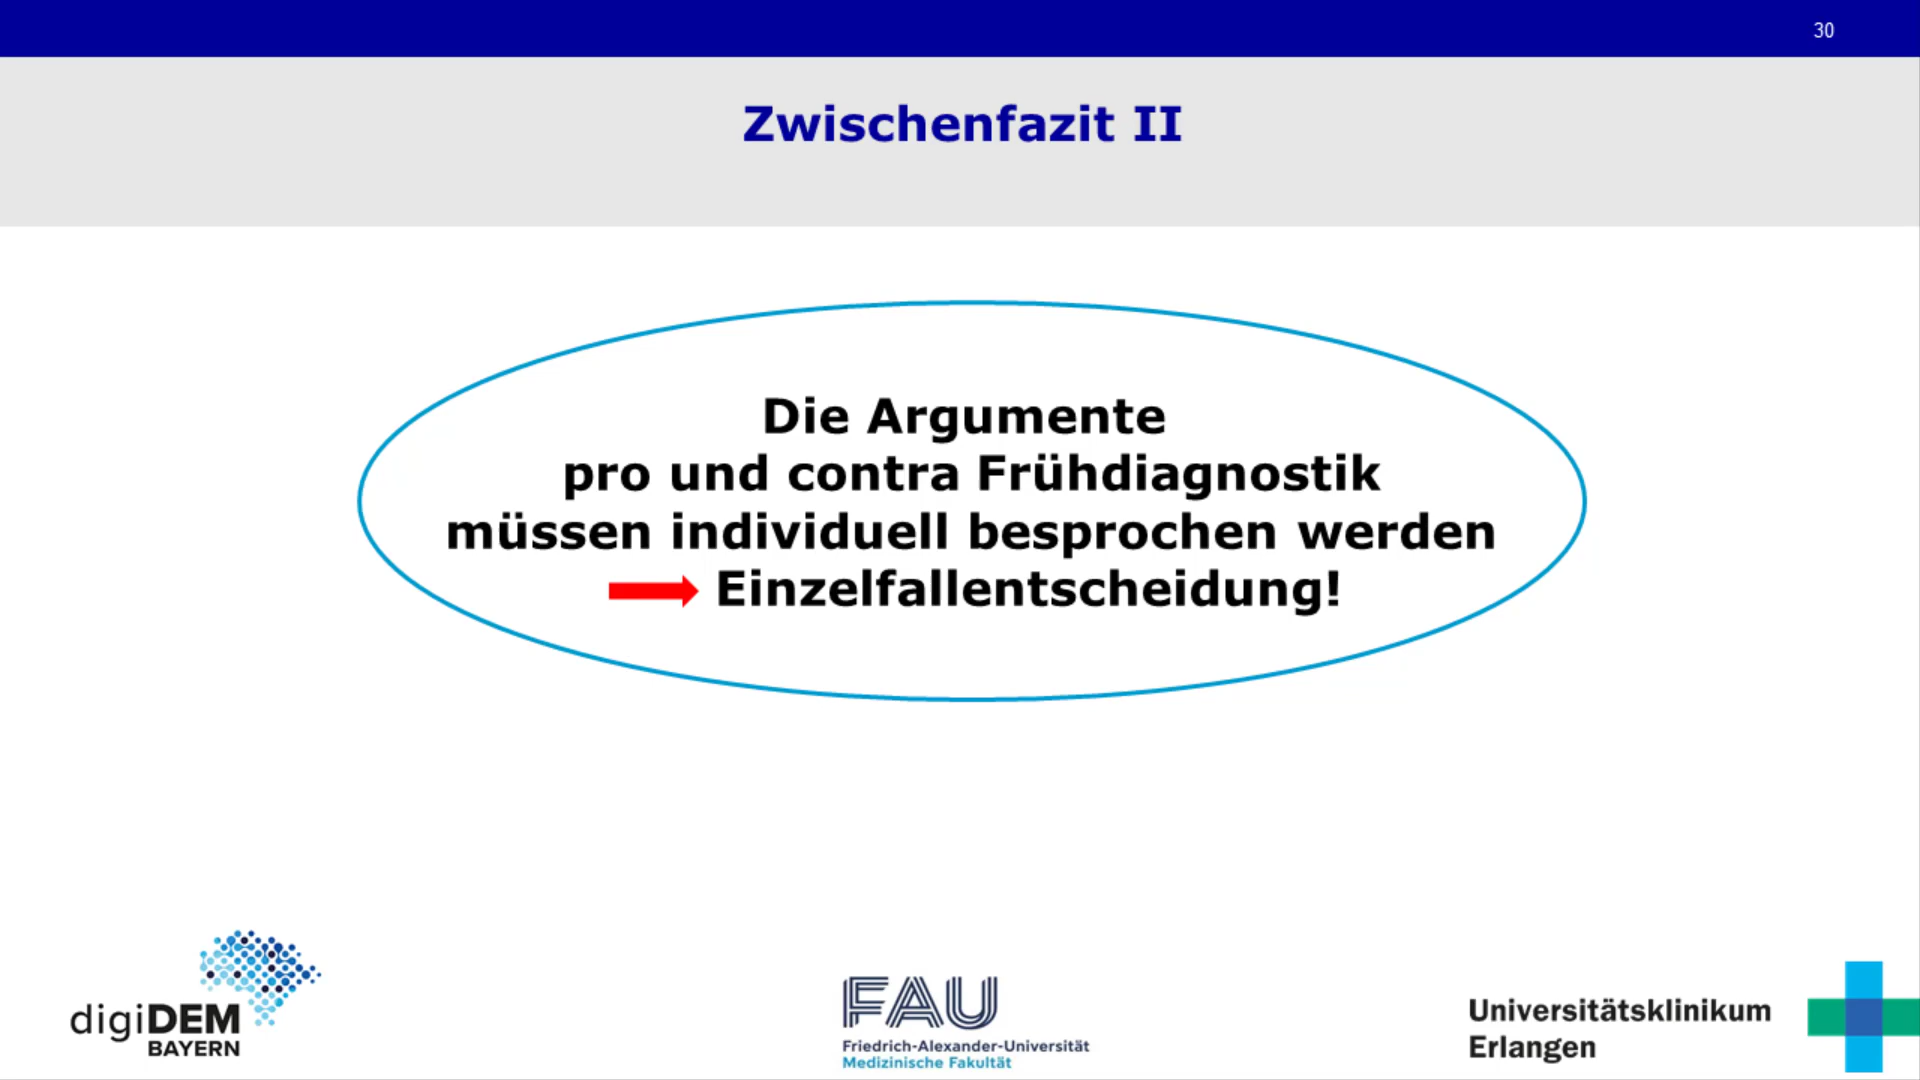 30
Zwischenfazit II
Die Argumente
pro und contra Frühdiagnostik
müssen individuell besprochen werden
Einzelfallentscheidung!
digiDEM
BAYERN
FAU
Friedrich-Alexander-Universität
Medizinische Fakultät
Universitätsklinikum
Erlangen